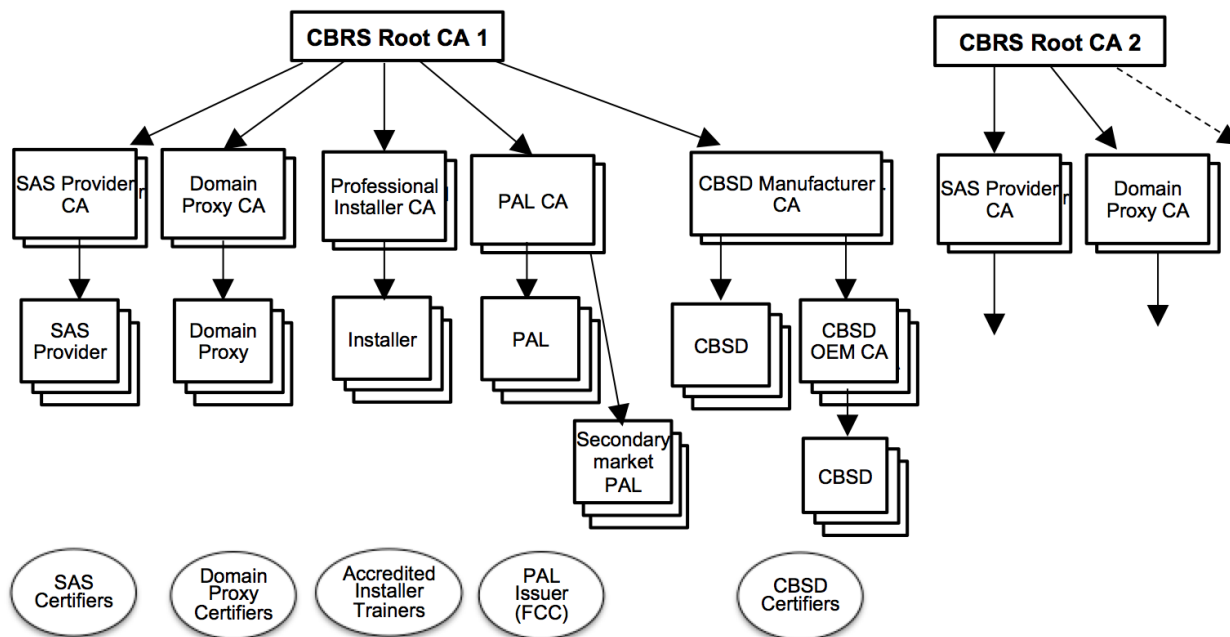 CBRS Root CA 1
CBRS Root CA 2
SAS Provider
CA
Domain
Proxy CA
Professional
Installer CA
PAL CA
CBSD Manufacturer
CA
SAS Provider
CA
Domain
Proxy CA
SAS
Provider
Domain
Proxy
Installer
PAL
CBSD
CBSD
OEM CA
Secondary
market
PAL
CBSD
SAS
Certifiers
Domain
Proxy
Certifiers
Accredited
Installer
Trainers
PAL
Issuer
(FCC)
CBSD
Certifiers